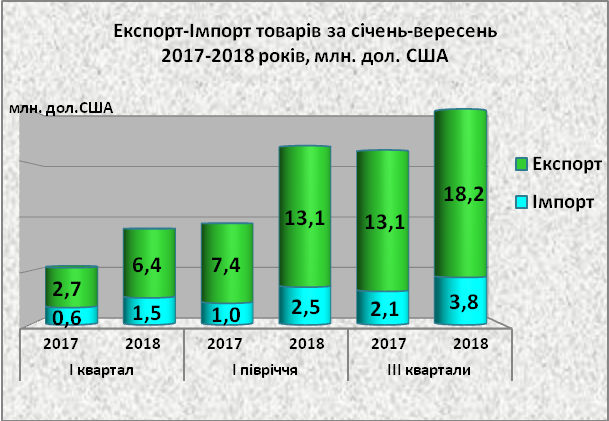 Експорт-Імпорт товарів за січень-вересень
2017-2018 років, млн. дол. США
млн. дол.США
18,2
13,1
13,1
6,4
7,4
2,7
0,6
1,5
1,0
2,5
2,1
3,8
Експорт
Імпорт
2017 2018 2017 2018 2017 2018
І квартал І півріччя ІІІ квартали